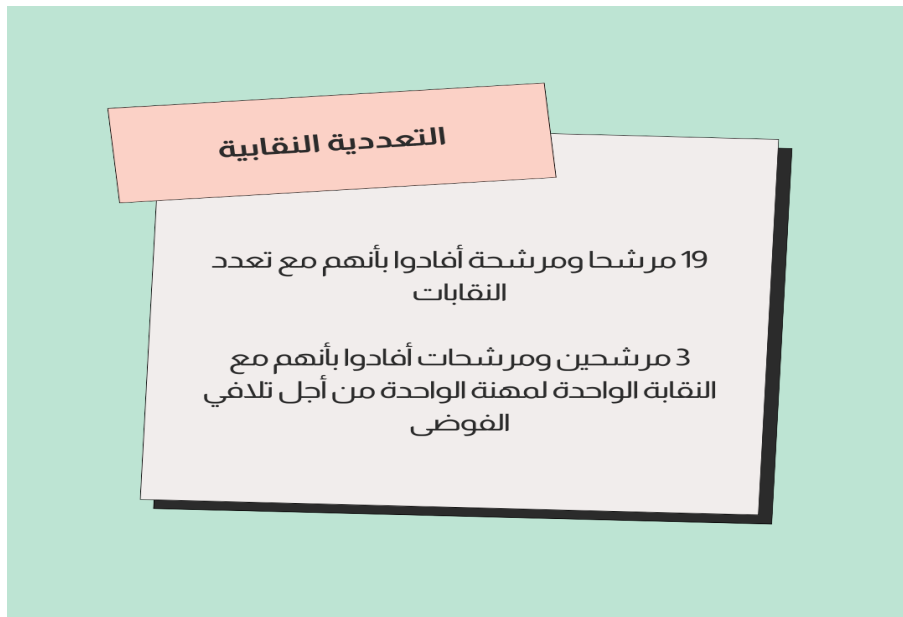 التعددية النقابية
19 مرشحا ومرشحة أفادوا بأنهم مع تعدد
النقابات
3 مرشحين ومرشحات أفادوا بأنهم مع
النقابة الواحدة لمهنة الواحدة من أجل تلافي
الفوضى